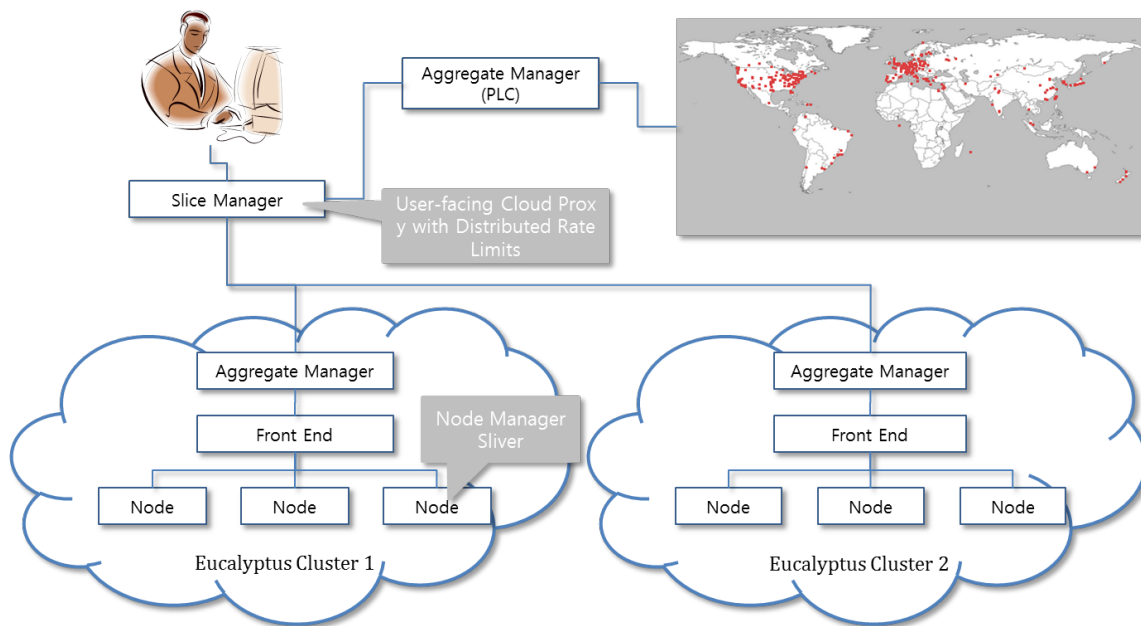 Aggregate Manager
(PLC)
Slice Manager
User-facing Cloud Prox
y with Distributed Rate
Limits
Aggregate Manager
Front End
Node Manager
Sliver
Node
Node
Node
Eucalyptus Cluster 1
Aggregate Manager
Front End
Node
Node
Node
Eucalyptus Cluster 2